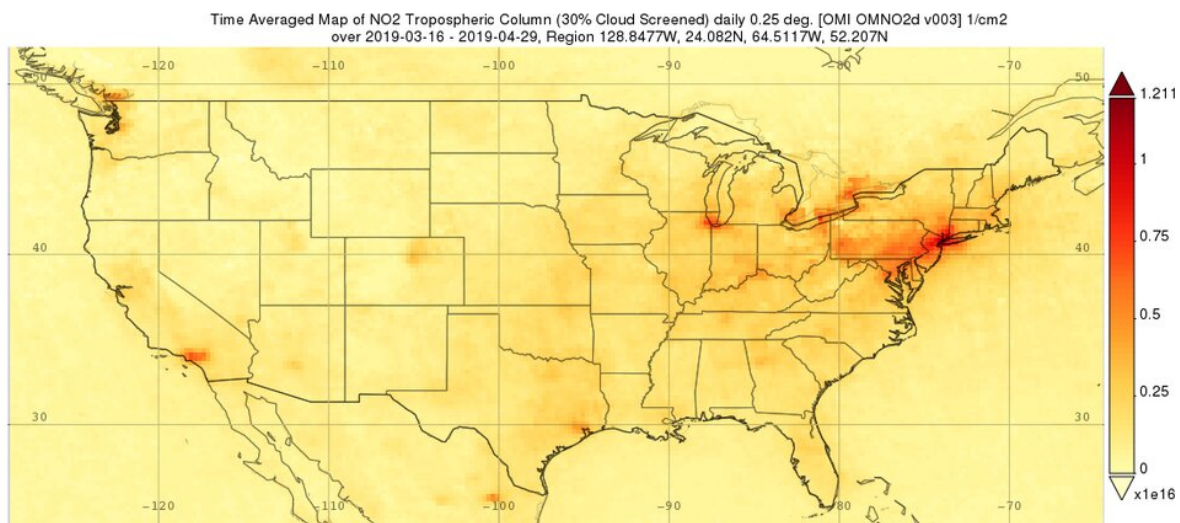 Time Averaged Map of NO2 Tropospheric Column (30% Cloud Screened) daily 0.25 deg. [OMI OMNO2d v003] 1/cm2
over 2019-03-16 - 2019-04-29, Region 128.8477W, 24.082N, 64.5117W, 52.207N
-120 -110 -100 -90 -80 -70
50 50
40 40
30 30
-120 -110 -100 -90 -80 -70
1.211
1
0.75
0.5
0.25
0
x1e16